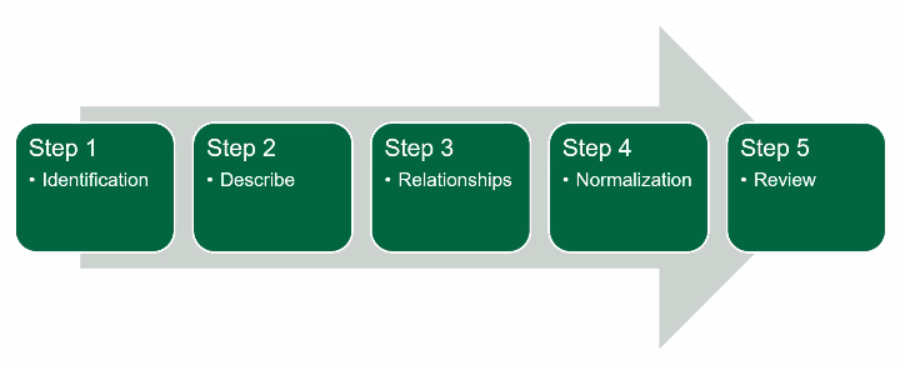 Step 1
• Identification
Step 2
• Describe
Step 3
• Relationships
Step 4
• Normalization
Step 5
• Review